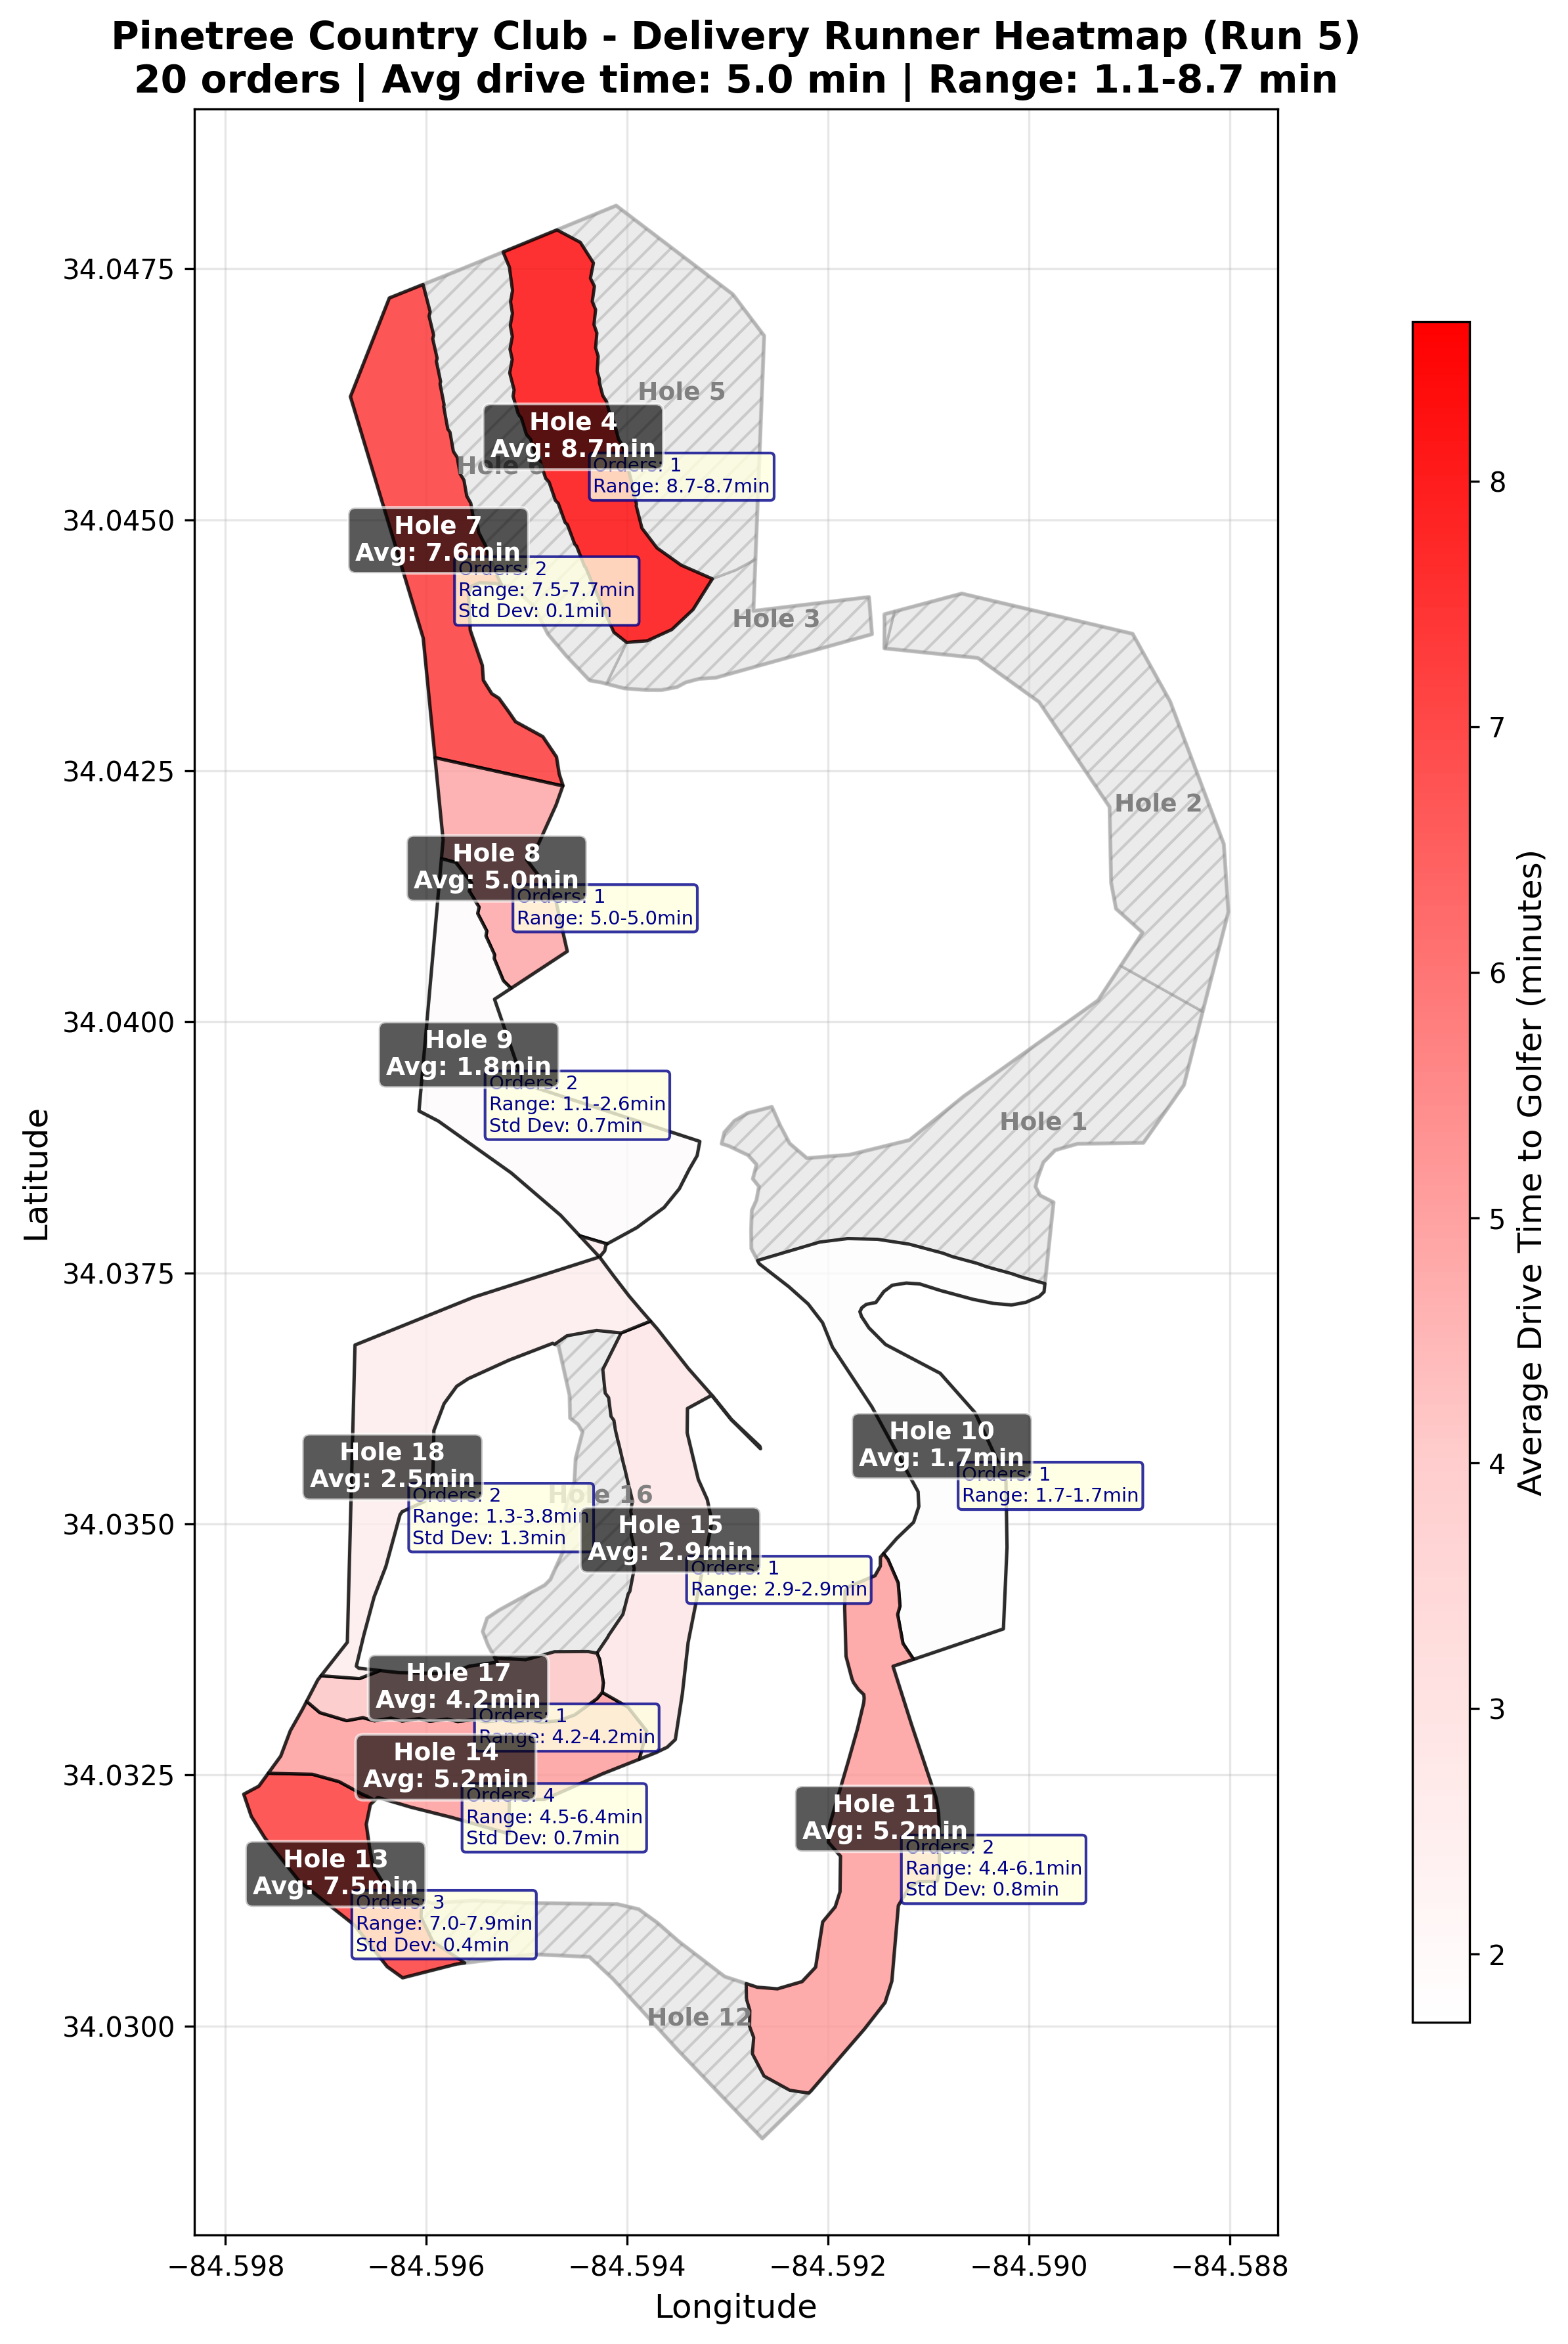 Pinetree Country Club - Delivery Runner Heatmap (Run 5)
20 orders | Avg drive time: 5.0 min | Range: 1.1-8.7 min
Hole 5
Hole 4
Avg: 8.7min
Hole 6
Orders: 1
Range: 8.7-8.7min
Hole 7
Avg: 7.6min
Orders: 2
Range: 7.5-7.7min
Std Dev: 0.1min
Hole 3
Hole 2
Hole 8
Avg: 5.0min
Orders: 1
Range: 5.0-5.0min
Hole 9
Avg: 1.8min
Orders: 2
Range: 1.1-2.6min
Std Dev: 0.7min
Hole 1
Hole 10
Avg: 1.7min
Orders: 1
Range: 1.7-1.7min
Hole 18
Avg: 2.5min
Orders: 2
Range: 1.3-3.8min
Std Dev: 1.3min
Hole 16
Hole 15
Avg: 2.9min
Orders: 1
Range: 2.9-2.9min
Hole 17
Avg: 4.2min
Orders: 1
Range: 4.2-4.2min
Hole 14
Avg: 5.2min
Orders: 4
Range: 4.5-6.4min
Std Dev: 0.7min
Hole 11
Avg: 5.2min
Orders: 2
Range: 4.4-6.1min
Std Dev: 0.8min
Hole 13
Avg: 7.5min
Orders: 3
Range: 7.0-7.9min
Std Dev: 0.4min
Hole 12
34.0475
34.0450
34.0425
34.0400
34.0375
34.0350
34.0325
34.0300
Latitude
−84.598
−84.596
−84.594
−84.592
−84.590
−84.588
Longitude
8
7
6
5
4
3
2
Average Drive Time to Golfer (minutes)